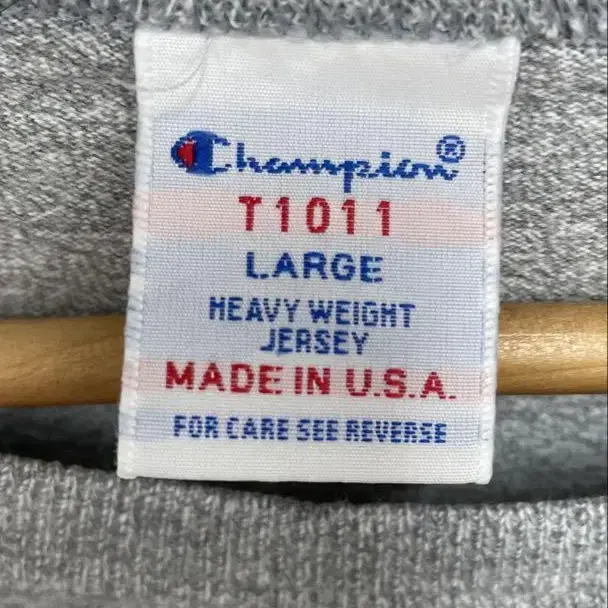 Champion®
T1011
LARGE
HEAVY WEIGHT
JERSEY
MADE IN U.S.A.
FOR CARE SEE REVERSE